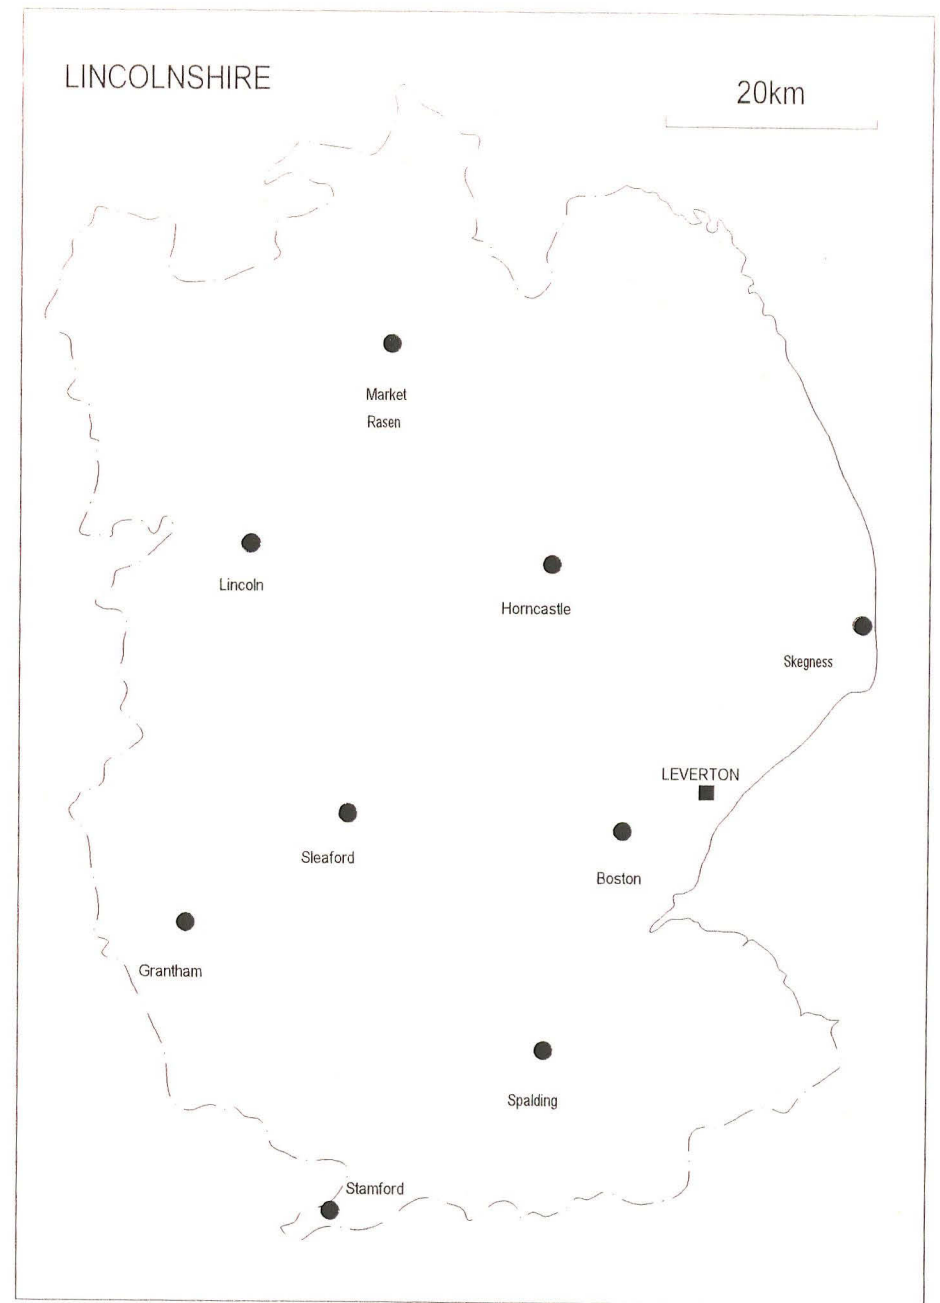 LINCOLNSHIRE
20km
Market
Rasen
Lincoln
Horncastle
Skegness
LEVERTON
Sleaford
Boston
Grantham
Spalding
Stamford